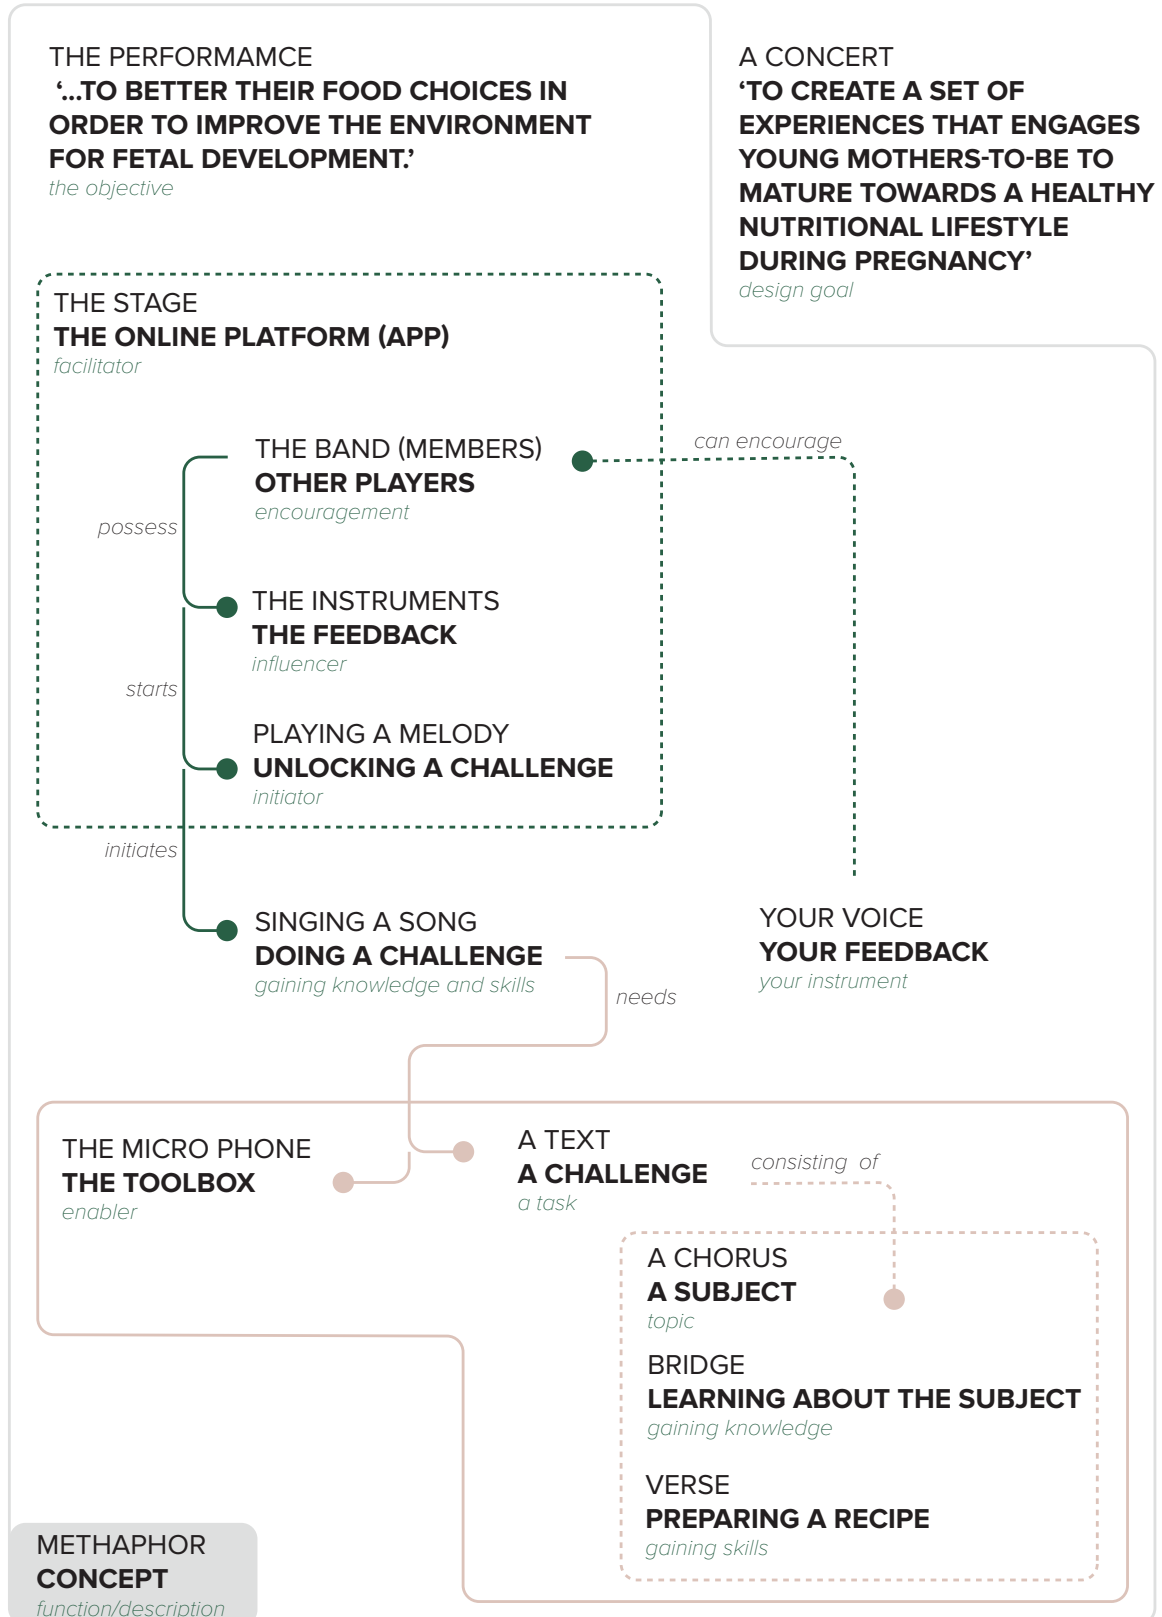 THE PERFORMAMCE
‘...TO BETTER THEIR FOOD CHOICES IN
ORDER TO IMPROVE THE ENVIRONMENT
FOR FETAL DEVELOPMENT.’
the objective
A CONCERT
‘TO CREATE A SET OF
EXPERIENCES THAT ENGAGES
YOUNG MOTHERS-TO-BE TO
MATURE TOWARDS A HEALTHY
NUTRITIONAL LIFESTYLE
DURING PREGNANCY’
design goal
THE STAGE
THE ONLINE PLATFORM (APP)
facilitator
THE BAND (MEMBERS)
OTHER PLAYERS
encouragement
can encourage
possess
THE INSTRUMENTS
THE FEEDBACK
influencer
starts
PLAYING A MELODY
UNLOCKING A CHALLENGE
initiator
initiates
SINGING A SONG
DOING A CHALLENGE
gaining knowledge and skills
YOUR VOICE
YOUR FEEDBACK
your instrument
needs
THE MICRO PHONE
THE TOOLBOX
enabler
A TEXT
A CHALLENGE
a task
consisting of
A CHORUS
A SUBJECT
topic
BRIDGE
LEARNING ABOUT THE SUBJECT
gaining knowledge
VERSE
PREPARING A RECIPE
gaining skills
METHAPHOR
CONCEPT
function/description